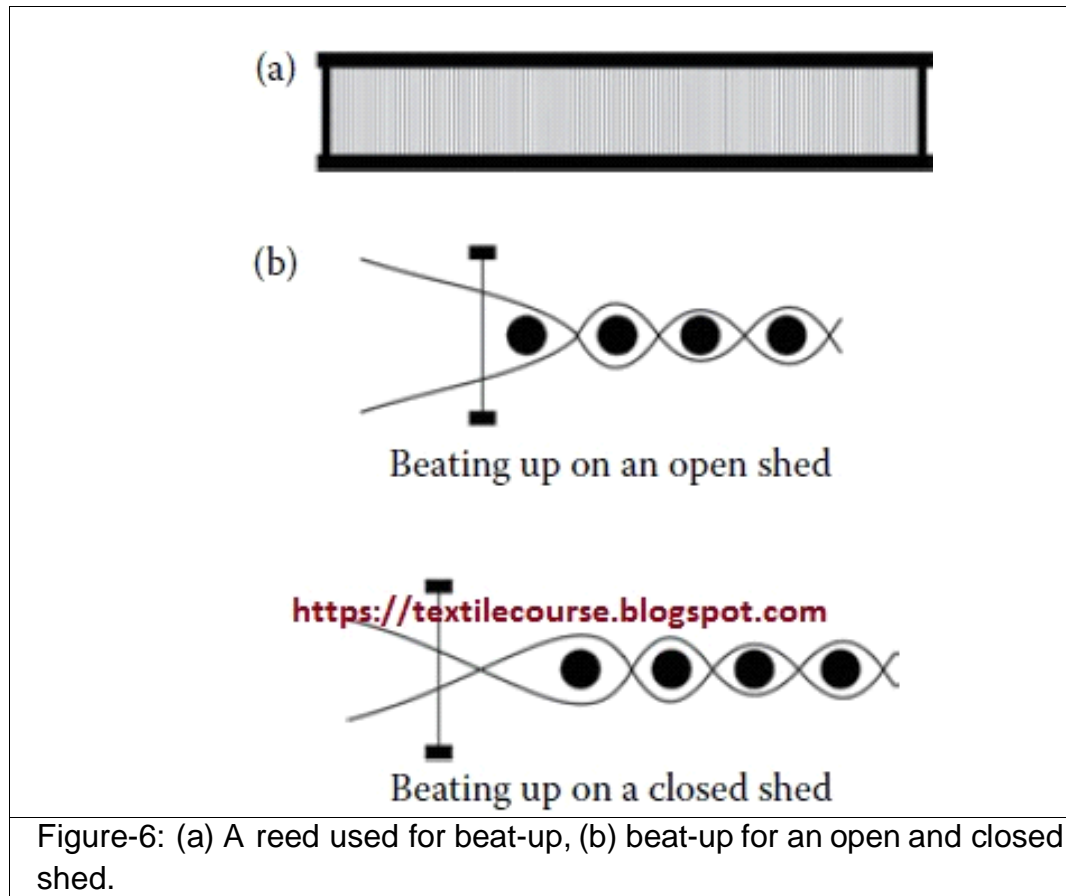 (a)
(b)
Beating up on an open shed
https://textilecourse.blogspot.com
Beating up on a closed shed
Figure-6: (a) A reed used for beat-up, (b) beat-up for an open and closed
shed.